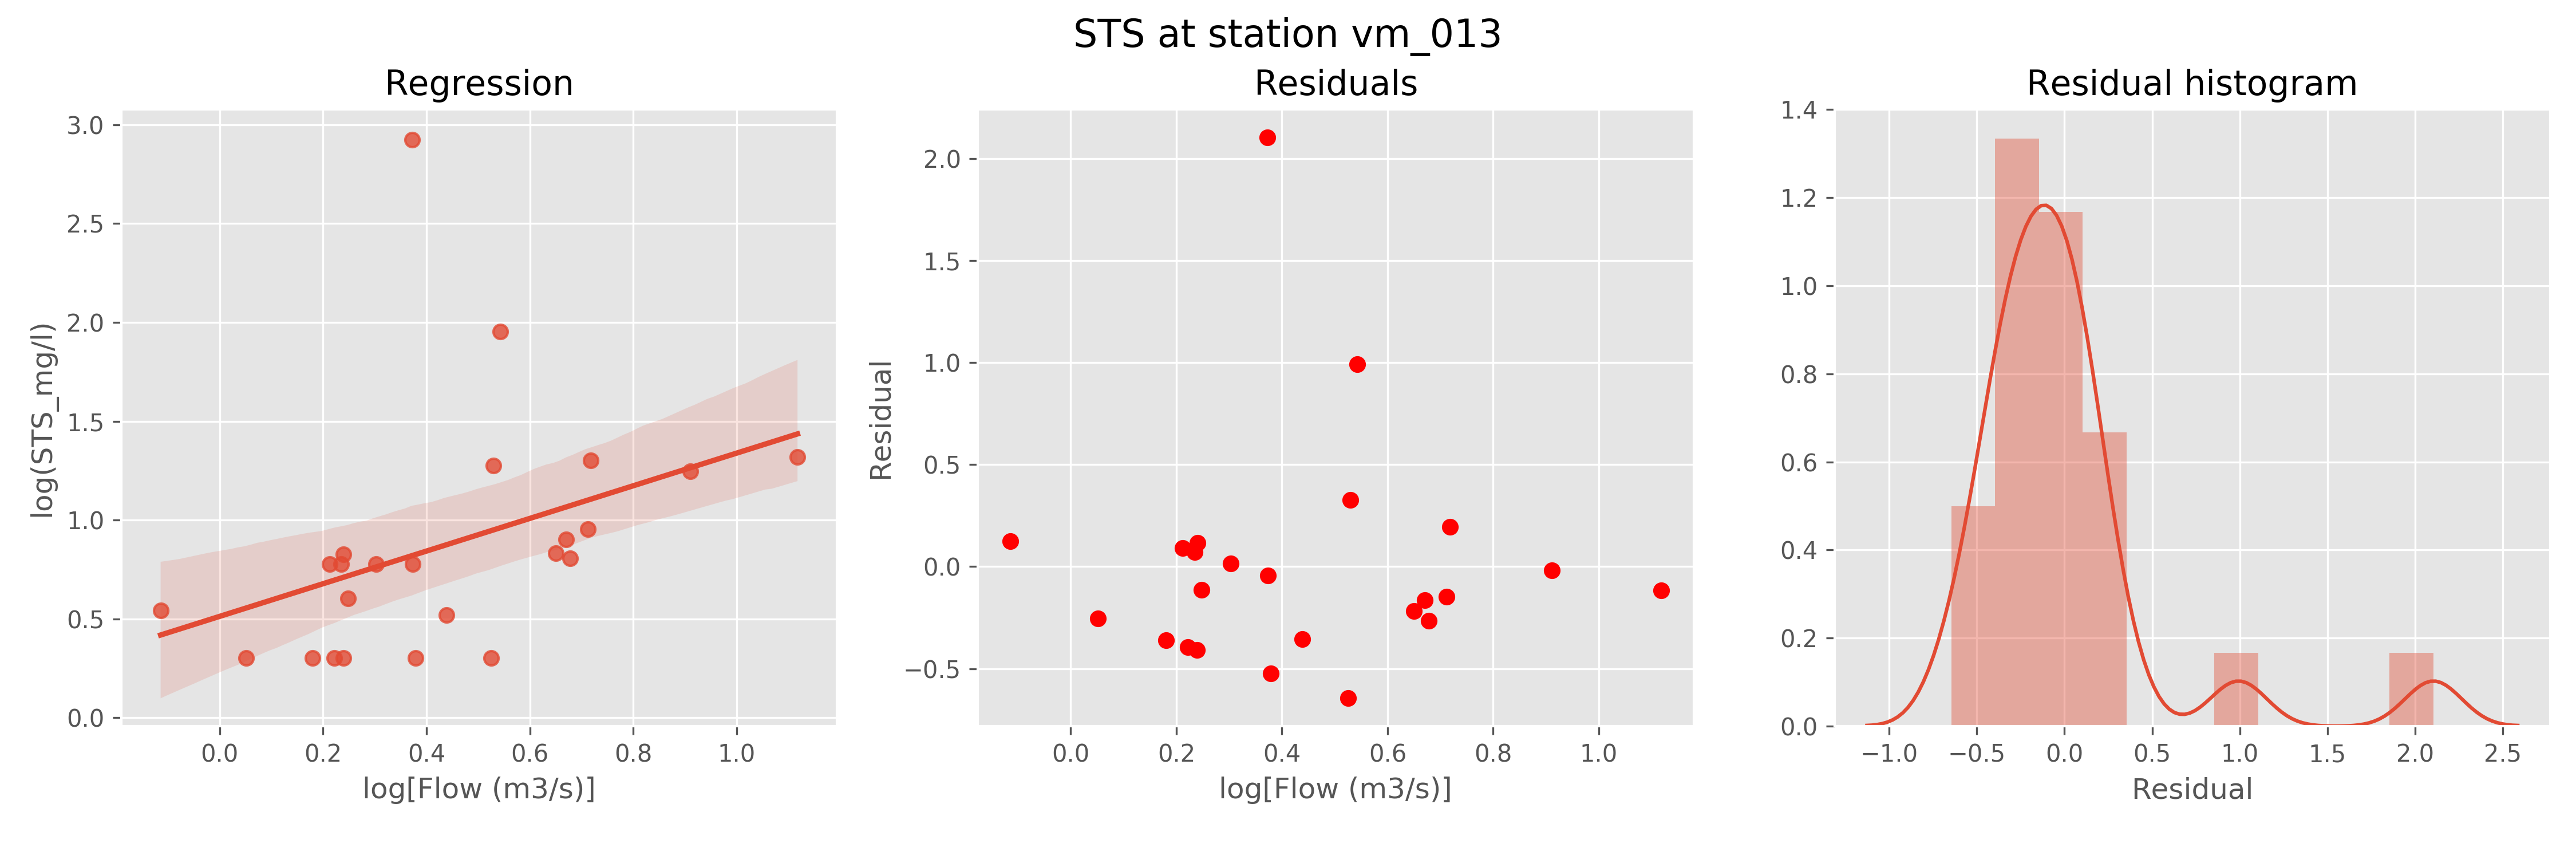 STS at station vm_013
Regression
3.0
2.5
2.0
1.5
1.0
0.5
0.0
log(STS_mg/l)
0.0 0.2 0.4 0.6 0.8 1.0
log[Flow (m3/s)]
Residuals
2.0
1.5
1.0
0.5
0.0
−0.5
Residual
0.0 0.2 0.4 0.6 0.8 1.0
log[Flow (m3/s)]
Residual histogram
1.4
1.2
1.0
0.8
0.6
0.4
0.2
0.0
−1.0 −0.5 0.0 0.5 1.0 1.5 2.0 2.5
Residual